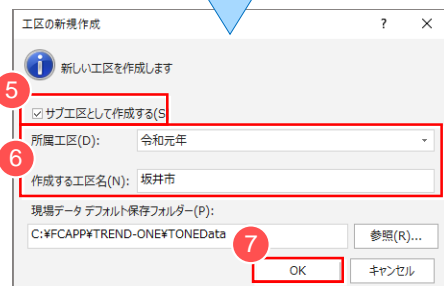 工区の新規作成 ? ×
新しい工区を作成します
5
サブ工区として作成する(S
6
所属工区(D): 令和元年
作成する工区名(N): 坂井市
現場データ デフォルト保存フォルダー(P):
C:¥FCAPP¥TREND-ONE¥TONEData 参照(R)...
7
OK キャンセル